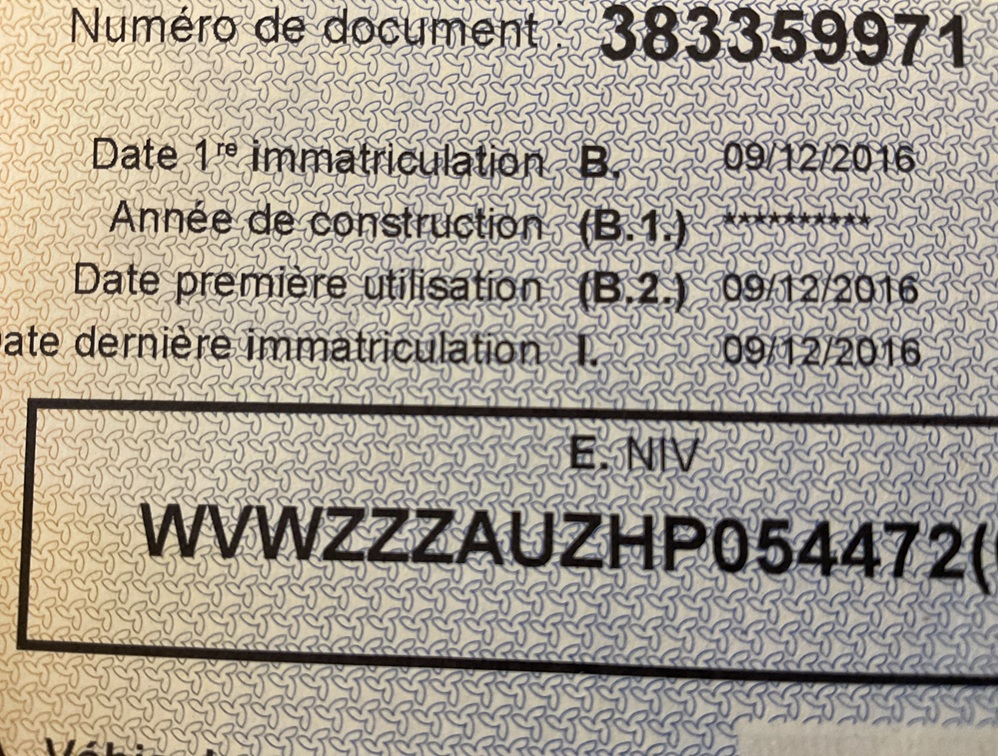 Numéro de document : 383359971
Date 1re immatriculation B. 09/12/2016
Année de construction (B.1.) **********
Date première utilisation (B.2.) 09/12/2016
ate dernière immatriculation I. 09/12/2016
E. NIV
WVWZZZAUZHP054472(